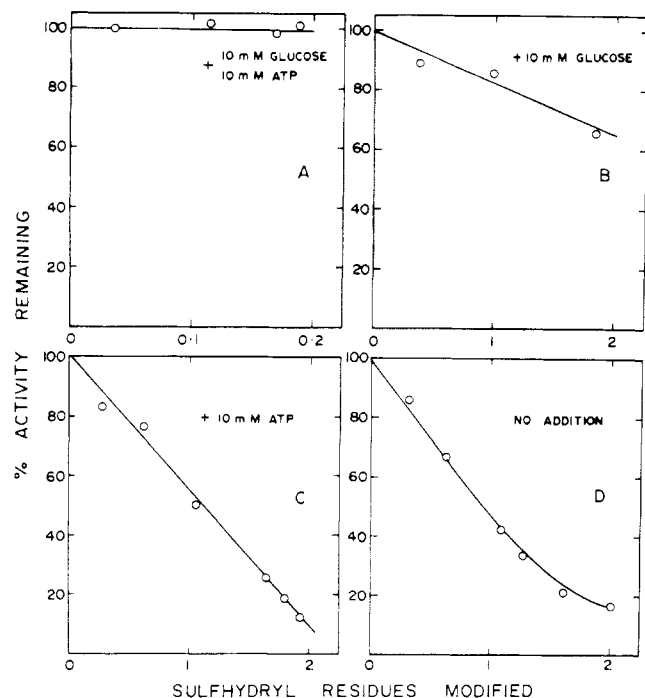 100
80
60
40
20
+ 10 mM GLUCOSE
10 mM ATP
A
0
0·1
0·2
100
80
60
40
20
+ 10 mM GLUCOSE
B
0
1
2
% ACTIVITY REMAINING
100
80
60
40
20
+ 10 mM ATP
C
0
1
2
100
80
60
40
20
NO ADDITION
D
0
1
2
SULFHYDRYL RESIDUES MODIFIED